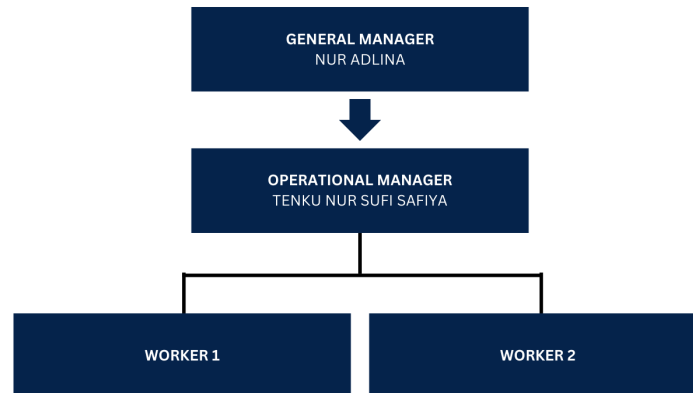 GENERAL MANAGER
NUR ADLINA
OPERATIONAL MANAGER
TENKU NUR SUFI SAFIYA
WORKER 1
WORKER 2